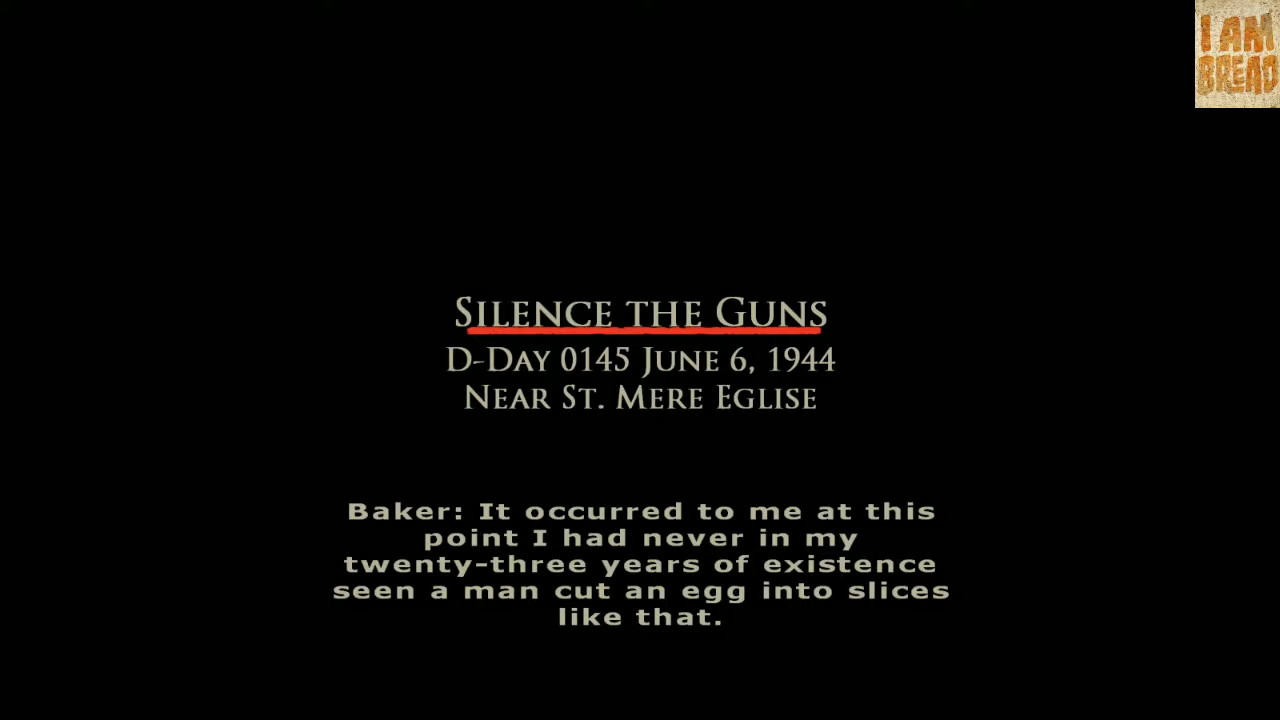 I AM
BREAD
SILENCE THE GUNS
D-DAY 0145 JUNE 6, 1944
NEAR ST. MERE EGLISE
Baker: It occurred to me at this
point I had never in my
twenty-three years of existence
seen a man cut an egg into slices
like that.